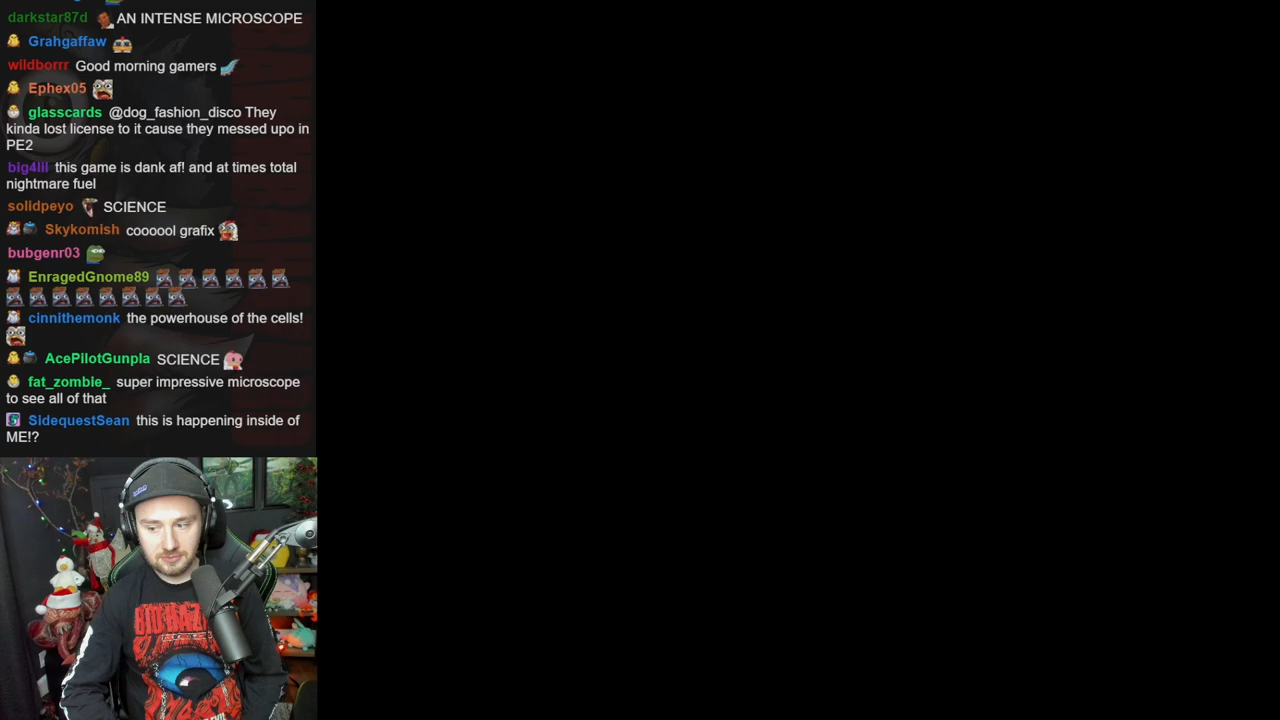 darkstar87d AN INTENSE MICROSCOPE
Grahgaffaw
wildborrr Good morning gamers
Ephex05
glasscards @dog_fashion_disco They
kinda lost license to it cause they messed upo in
PE2
big4lil this game is dank af! and at times total
nightmare fuel
solidpeyo SCIENCE
Skykomish coooool grafix
bubgenr03
EnragedGnome89
cinnithemonk the powerhouse of the cells!
AcePilotGunpla SCIENCE
fat_zombie_ super impressive microscope
to see all of that
SidequestSean this is happening inside of
ME!?